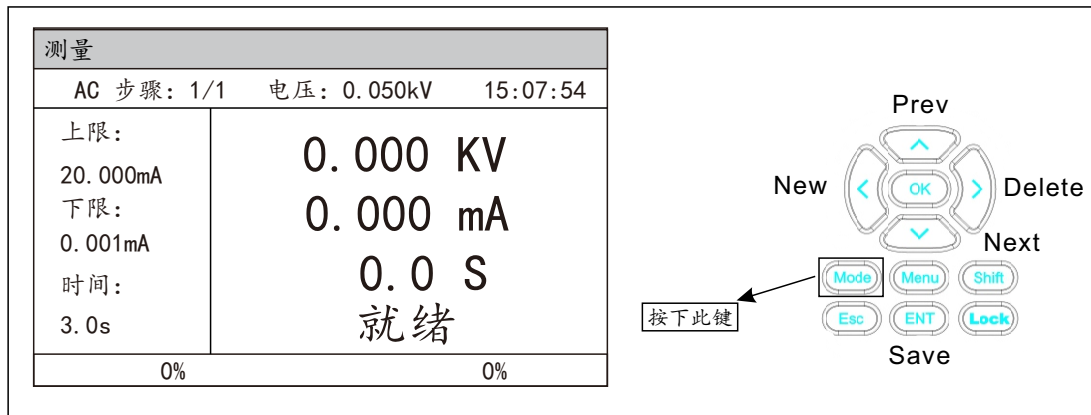 测量
AC 步骤: 1/1 电压: 0.050kV 15:07:54
上限:
20.000mA
下限:
0.001mA
时间:
3.0s
0.000 KV
0.000 mA
0.0 S
就绪
0% 0%
Prev
New OK Delete
Next
Mode Menu Shift
按下此键
Esc ENT Lock
Save